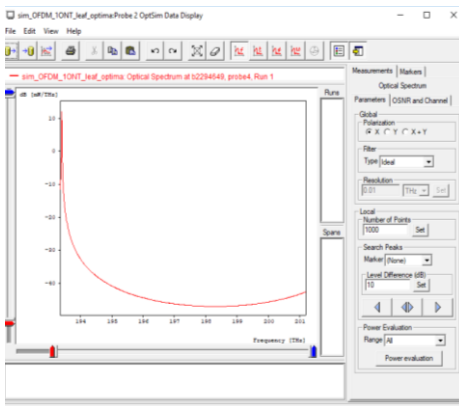 sim_OFDM_1ONT_leaf_optima:Probe 2 OptSim Data Display
File Edit View Help
sim_OFDM_1ONT_leaf_optima: Optical Spectrum at b2294649, probe4, Run 1
dB [mW/THz]
10
0
-10
-20
-30
-40
194 195 196 197 198 199 200 201
Frequency [THz]
Runs
Spans
Measurements Markers
Optical Spectrum
Parameters OSNR and Channel
Global
Polarization
X Y X+Y
Filter
Type Ideal
Resolution
0.01 THz Set
Local
Number of Points
1000 Set
Search Peaks
Marker (None)
Level Difference (dB)
10 Set
Power Evaluation
Range All
Power evaluation